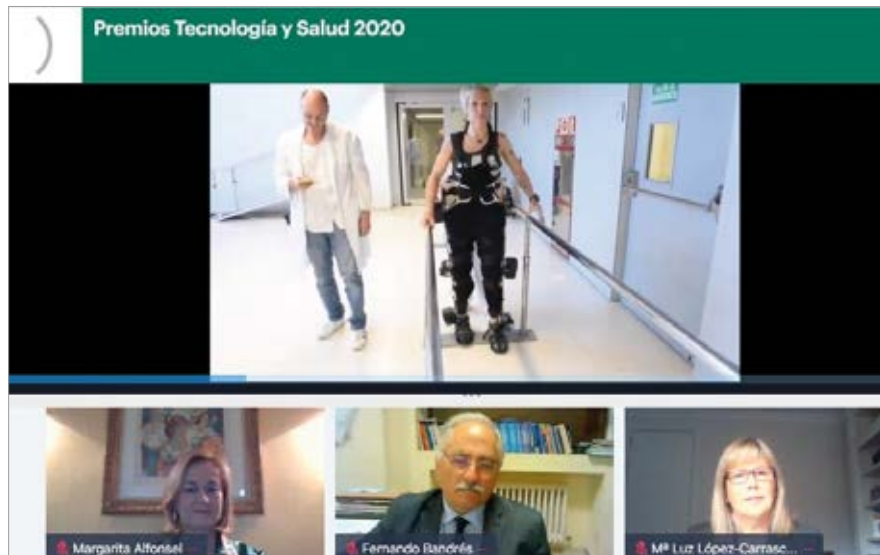 Premios Tecnología y Salud 2020
Margarita Alfonsel
Fernando Bandrés
Mª Luz López-Carrasc...